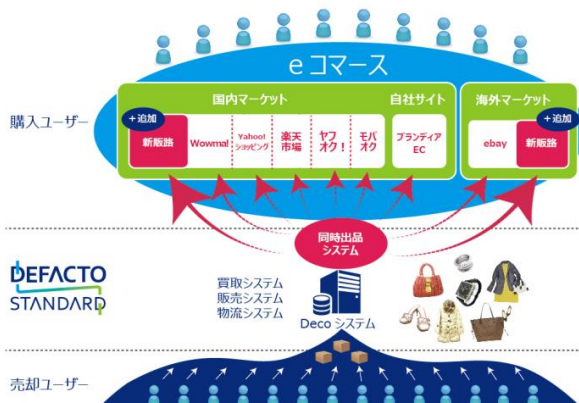 eコマース
国内マーケット
自社サイト
海外マーケット
購入ユーザー
+追加
新販路
Wowma!
Yahoo!
ショッピング
楽天
市場
ヤフ
オク！
モバ
オク
ブランディア
EC
ebay
+追加
新販路
同時出品
システム
DEFACTO
STANDARD
買取システム
販売システム
物流システム
Decoシステム
売却ユーザー